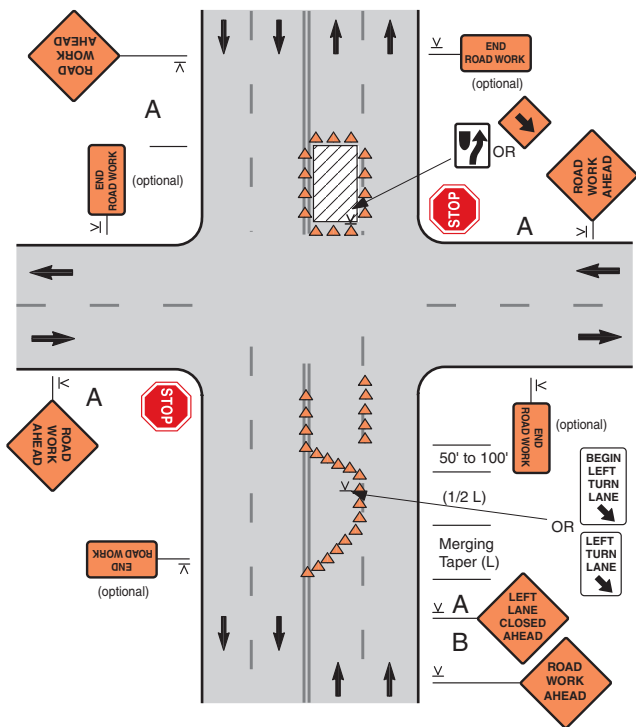 ROAD
WORK
AHEAD
A
END
ROAD WORK
(optional)
END
ROAD WORK
(optional)
OR
STOP
ROAD
WORK
AHEAD
A
A
STOP
ROAD
WORK
AHEAD
END
ROAD WORK
(optional)
END
ROAD WORK
(optional)
50' to 100'
(1/2 L)
Merging
Taper (L)
BEGIN
LEFT
TURN
LANE
OR
LEFT
TURN
LANE
A
LEFT
LANE
CLOSED
AHEAD
B
ROAD
WORK
AHEAD